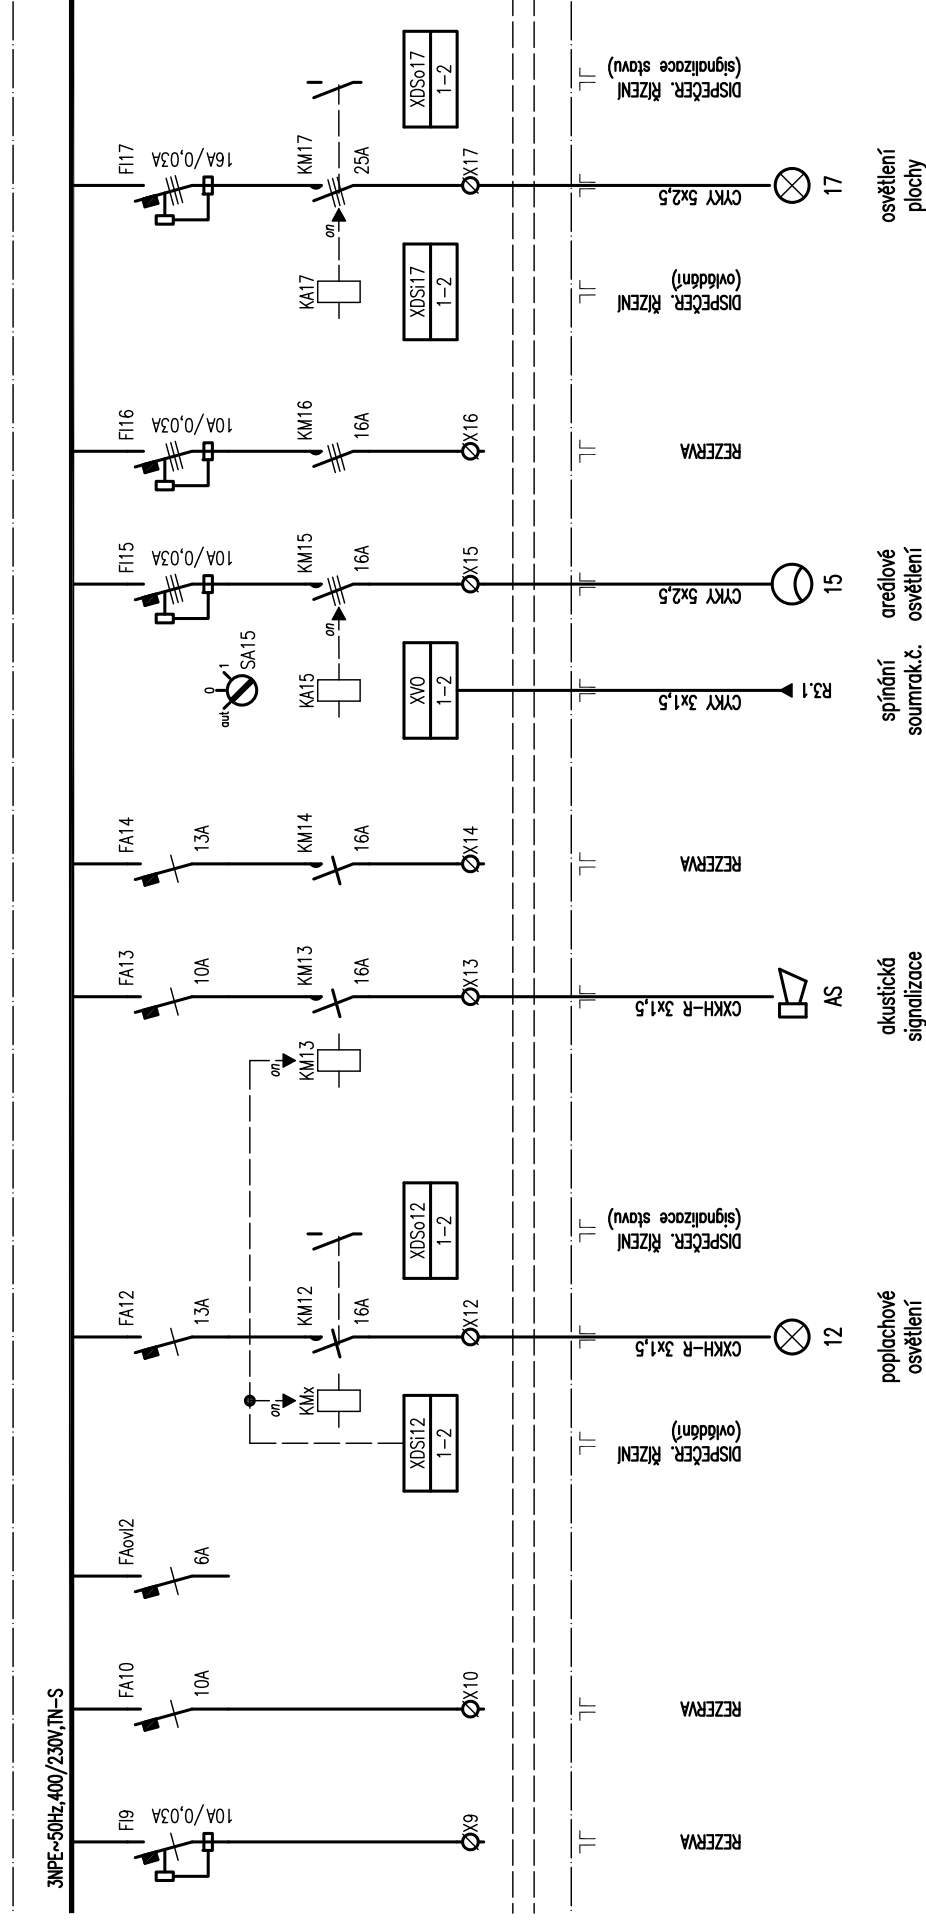 3NPE~50Hz,400/230V,TN-S
FI9
10A/0,03A
X9
REZERVA
FA10
10A
X10
REZERVA
FAovl2
6A
XDSi12
1-2
DISPEČER. ŘÍZENÍ
(ovládání)
on
KMx
FA12
13A
KM12
16A
X12
CXKH-R 3x1,5
12
poplachové
osvětlení
XDSo12
1-2
DISPEČER. ŘÍZENÍ
(signalizace stavu)
on
KM13
FA13
10A
KM13
16A
X13
CXKH-R 3x1,5
AS
akustická
signalizace
FA14
13A
KM14
16A
X14
REZERVA
aut
0
1
SA15
KA15
on
XVO
1-2
CYKY 3x1,5
R3.1
spínání
soumrak.č.
FI15
10A/0,03A
KM15
16A
X15
CYKY 5x2,5
15
areálové
osvětlení
FI16
10A/0,03A
KM16
16A
X16
REZERVA
KA17
on
XDSi17
1-2
DISPEČER. ŘÍZENÍ
(ovládání)
FI17
16A/0,03A
KM17
25A
X17
CYKY 5x2,5
17
osvětlení
plochy
XDSo17
1-2
DISPEČER. ŘÍZENÍ
(signalizace stavu)